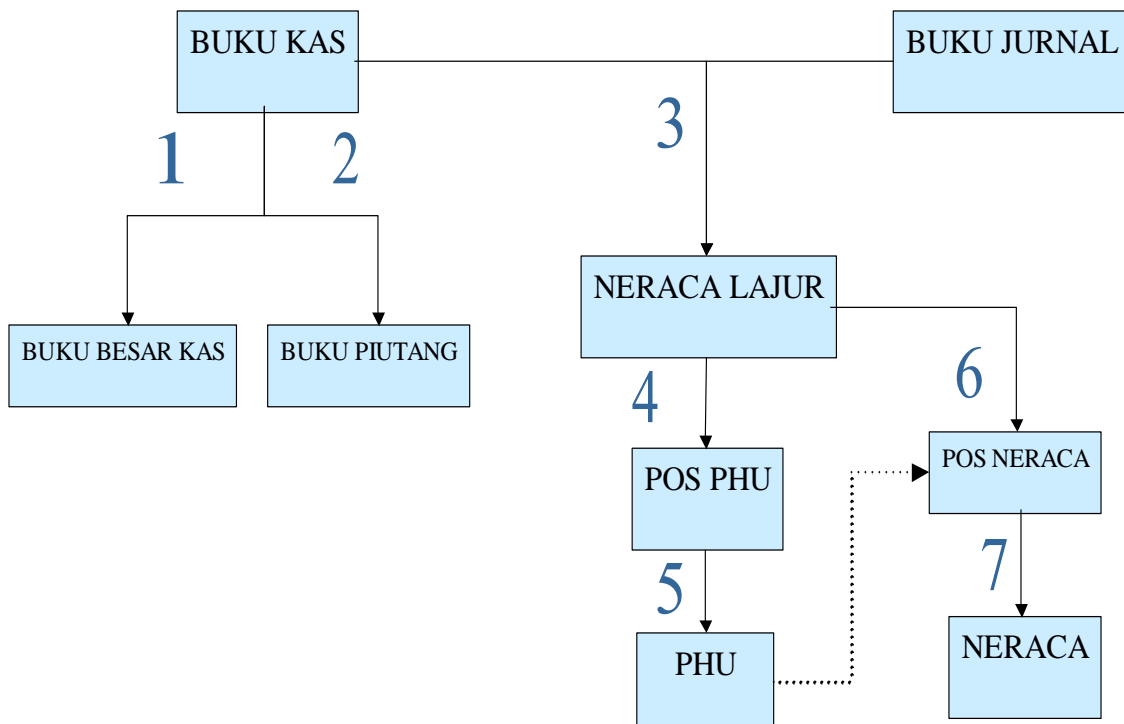 BUKU KAS
BUKU JURNAL
1
2
3
NERACA LAJUR
BUKU BESAR KAS
BUKU PIUTANG
4
6
POS PHU
POS NERACA
5
7
PHU
NERACA